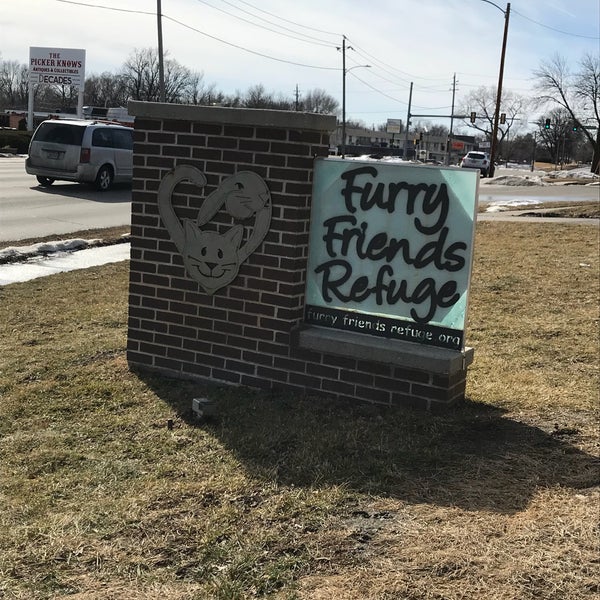 THE
PICKER KNOWS
ANTIQUES & COLLECTIBLES
DECADES
Furry
Friends
Refuge
furry friends refuge.org